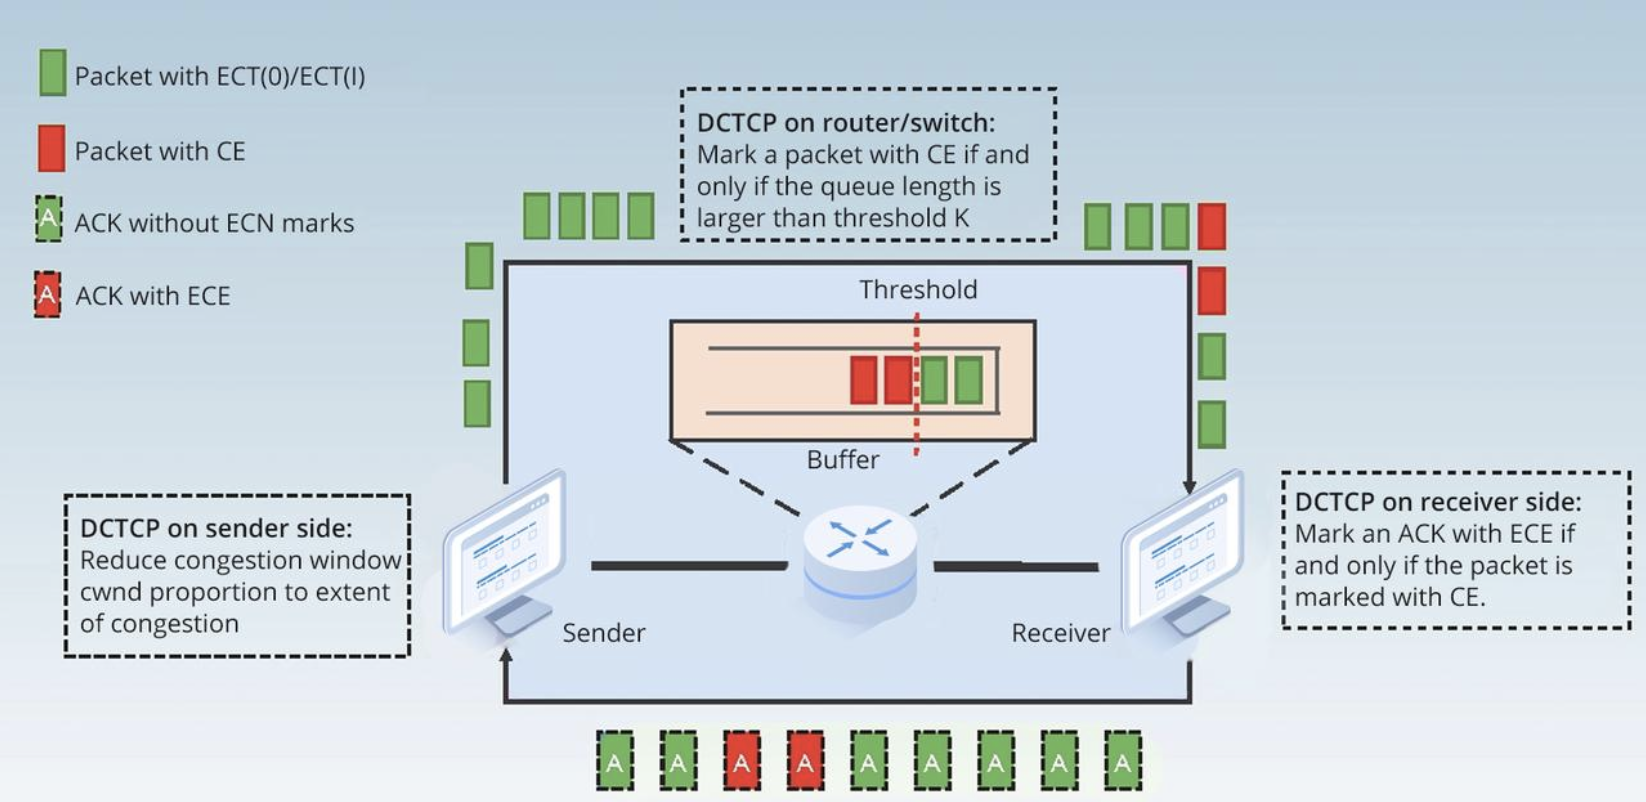 Packet with ECT(0)/ECT(I)
Packet with CE
A ACK without ECN marks
A ACK with ECE
DCTCP on router/switch:
Mark a packet with CE if and
only if the queue length is
larger than threshold K
Threshold
Buffer
DCTCP on sender side:
Reduce congestion window
cwnd proportion to extent
of congestion
Sender
Receiver
DCTCP on receiver side:
Mark an ACK with ECE if
and only if the packet is
marked with CE.
A A A A A A A A A